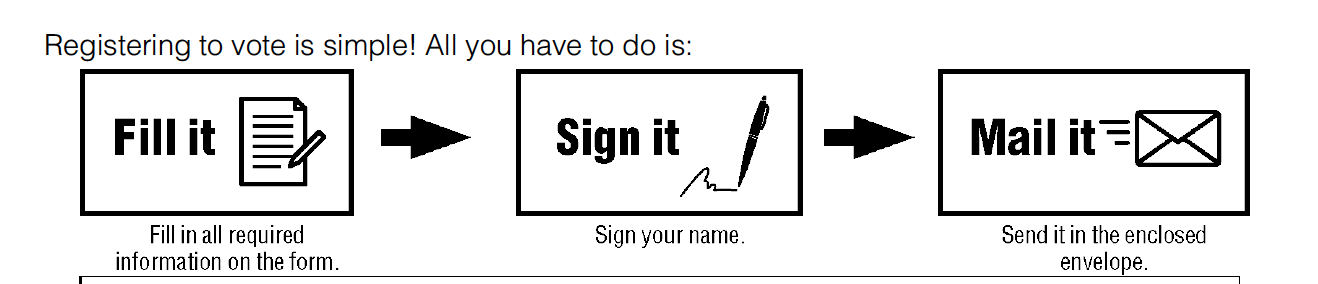 Registering to vote is simple! All you have to do is:
Fill it
Sign it
Mail it
Fill in all required
information on the form.
Sign your name.
Send it in the enclosed
envelope.